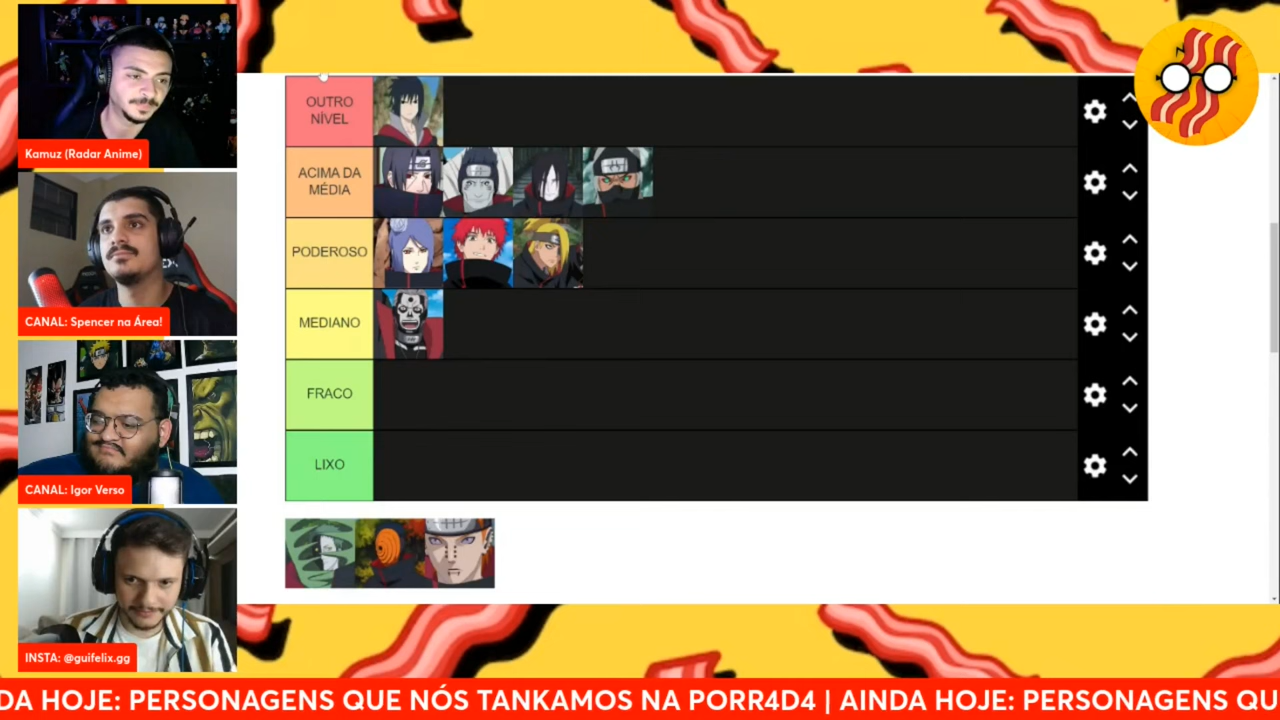 Kamuz (Radar Anime)
CANAL: Spencer na Área!
CANAL: Igor Verso
INSTA: @guifelix.gg
OUTRO
NÍVEL
ACIMA DA
MÉDIA
PODEROSO
MEDIANO
FRACO
LIXO
DA HOJE: PERSONAGENS QUE NÓS TANKAMOS NA PORR4D4 | AINDA HOJE: PERSONAGENS QU